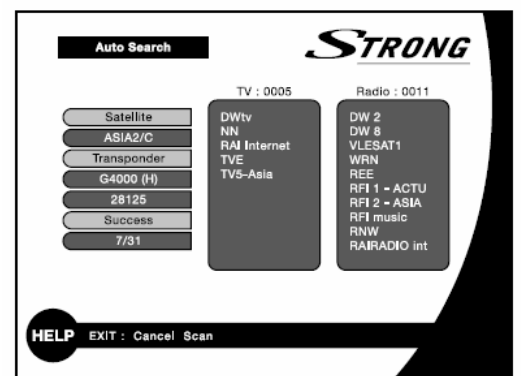 Auto Search
STRONG
TV : 0005
Radio : 0011
Satellite
ASIA2/C
Transponder
G4000 (H)
28125
Success
7/31
DWtv
NN
RAI Internet
TVE
TV5-Asia
DW 2
DW 8
VLESAT1
WRN
REE
RFI 1 - ACTU
RFI 2 - ASIA
RFI music
RNW
RAIRADIO int
HELP EXIT : Cancel Scan